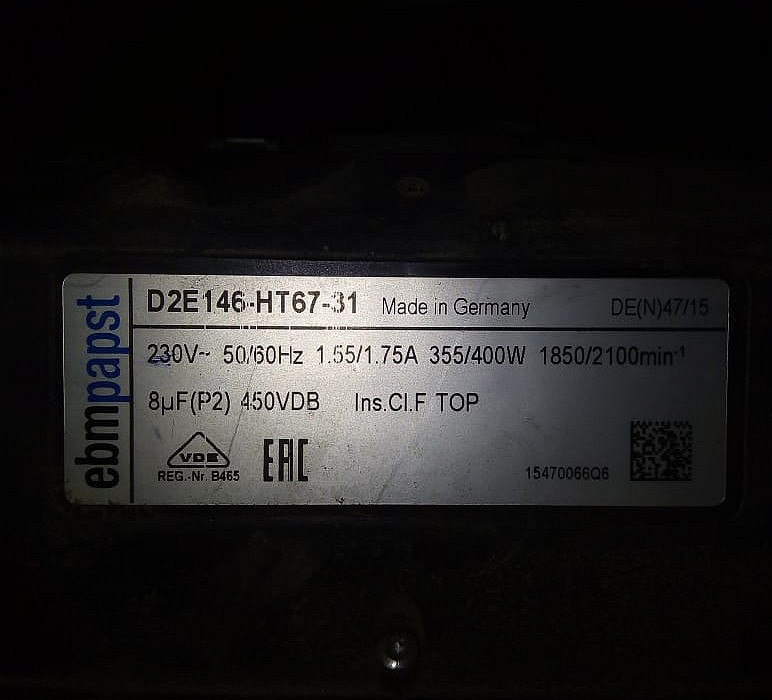 ebmpapst
D2E146-HT67-31 Made in Germany DE(N)47/15
230V~ 50/60Hz 1.55/1.75A 355/400W 1850/2100min-1
8µF(P2) 450VDB Ins.Cl.F TOP
VDE
REG.-Nr. B465
EAC
15470066Q6